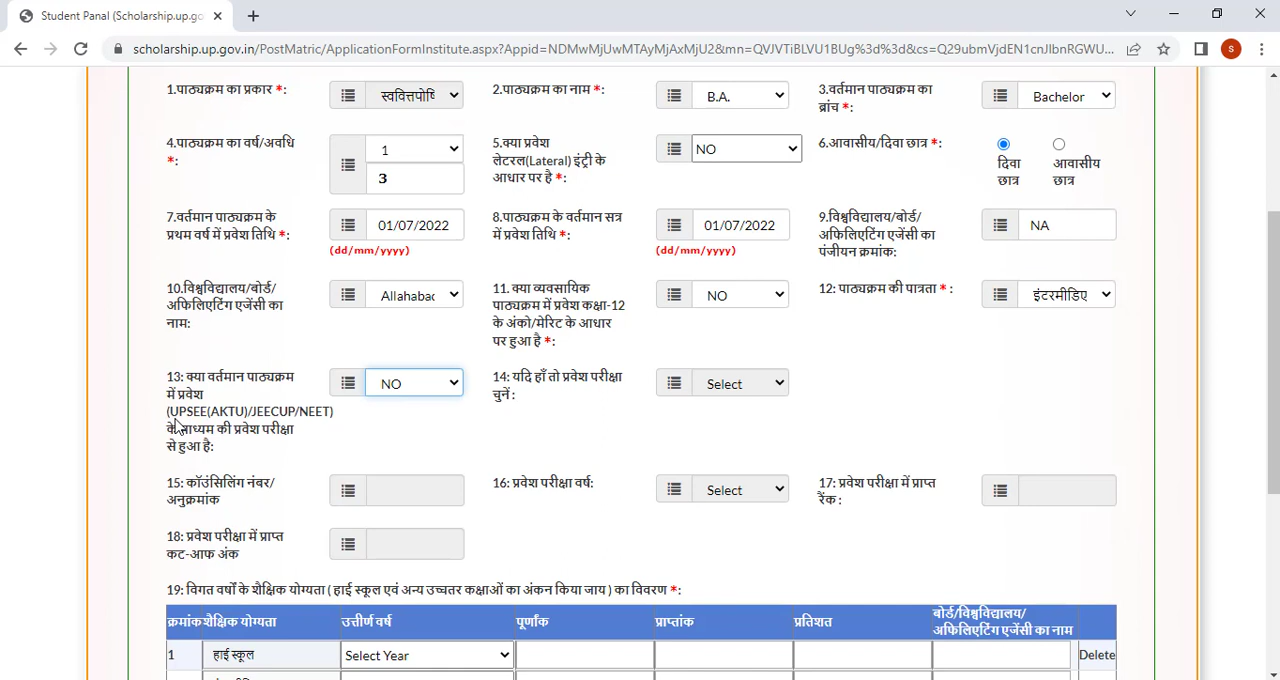 Student Panal (Scholarship.up.go
scholarship.up.gov.in/PostMatric/ApplicationFormInstitute.aspx?Appid=NDMwMjUwMTAyMjAxMjU2&mn=QVJVTiBLVU1BUg%3d%3d&cs=Q29ubmVjdEN1cnJlbnRGWU...
S
1.पाठ्यक्रम का प्रकार *:
स्ववित्तपोषि
2.पाठ्यक्रम का नाम *:
B.A.
3.वर्तमान पाठ्यक्रम का
ब्रांच *:
Bachelor
4.पाठ्यक्रम का वर्ष/अवधि
*:
1
3
5.क्या प्रवेश
लेटरल(Lateral) इंट्री के
आधार पर है *:
NO
6.आवासीय/दिवा छात्र *:
दिवा
छात्र
आवासीय
छात्र
7.वर्तमान पाठ्यक्रम के
प्रथम वर्ष में प्रवेश तिथि *:
01/07/2022
(dd/mm/yyyy)
8.पाठ्यक्रम के वर्तमान सत्र
में प्रवेश तिथि *:
01/07/2022
(dd/mm/yyyy)
9.विश्वविद्यालय/बोर्ड/
अफिलिएटिंग एजेंसी का
पंजीयन क्रमांक:
NA
10.विश्वविद्यालय/बोर्ड/
अफिलिएटिंग एजेंसी का
नाम:
Allahabac
11. क्या व्यवसायिक
पाठ्यक्रम में प्रवेश कक्षा-12
के अंको/मेरिट के आधार
पर हुआ है *:
NO
12: पाठ्यक्रम की पात्रता * :
इंटरमीडिए
13: क्या वर्तमान पाठ्यक्रम
में प्रवेश
(UPSEE(AKTU)/JEECUP/NEET)
के माध्यम की प्रवेश परीक्षा
से हुआ है:
NO
14: यदि हाँ तो प्रवेश परीक्षा
चुनें :
Select
15: कॉउंसिलिंग नंबर/
अनुक्रमांक
16: प्रवेश परीक्षा वर्ष:
Select
17: प्रवेश परीक्षा में प्राप्त
रैंक :
18: प्रवेश परीक्षा में प्राप्त
कट-आफ अंक
19: विगत वर्षों के शैक्षिक योग्यता ( हाई स्कूल एवं अन्य उच्चतर कक्षाओं का अंकन किया जाय ) का विवरण *:
क्रमांक शैक्षिक योग्यता उत्तीर्ण वर्ष पूर्णांक प्राप्तांक प्रतिशत बोर्ड/विश्वविद्यालय/
अफिलिएटिंग एजेंसी का नाम
1 हाई स्कूल Select Year Delete